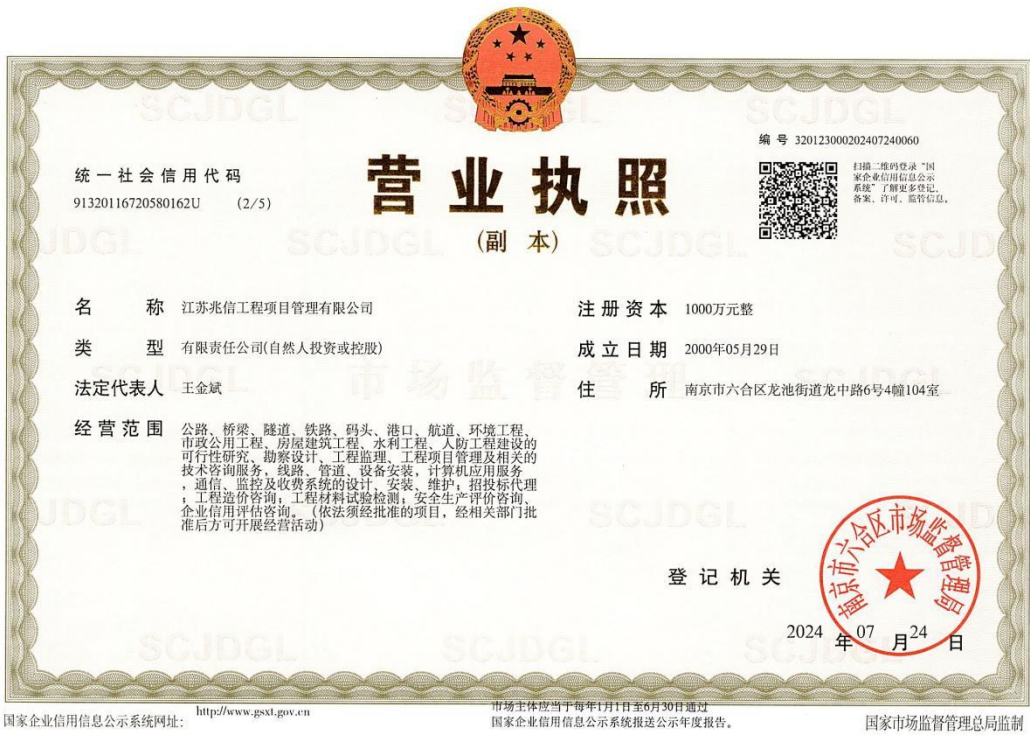 编 号 320123000202407240060
统一社会信用代码
91320116720580162U (2/5)
营业执照
(副 本)
扫描二维码登录“国
家企业信用信息公示
系统”了解更多登记、
备案、许可、监管信息。
名 称 江苏兆信工程项目管理有限公司
类 型 有限责任公司(自然人投资或控股)
法定代表人 王金斌
经营范围 公路、桥梁、隧道、铁路、码头、港口、航道、环境工程、
市政公用工程、房屋建筑工程、水利工程、人防工程建设的
可行性研究、勘察设计、工程监理、工程项目管理及相关的
技术咨询服务，线路、管道、设备安装，计算机应用服务
，通信、监控及收费系统的设计、安装、维护；招投标代理
；工程造价咨询；工程材料试验检测；安全生产评价咨询、
企业信用评估咨询。（依法须经批准的项目，经相关部门批
准后方可开展经营活动）
注册资本 1000万元整
成立日期 2000年05月29日
住 所 南京市六合区龙池街道龙中路6号4幢104室
市场监督管理
SCJDGL
登记机关
南京市六合区市场监督管理局
2024 年 07 月 24 日
国家企业信用信息公示系统网址： http://www.gsxt.gov.cn
市场主体应当于每年1月1日至6月30日通过
国家企业信用信息公示系统报送公示年度报告。
国家市场监督管理总局监制